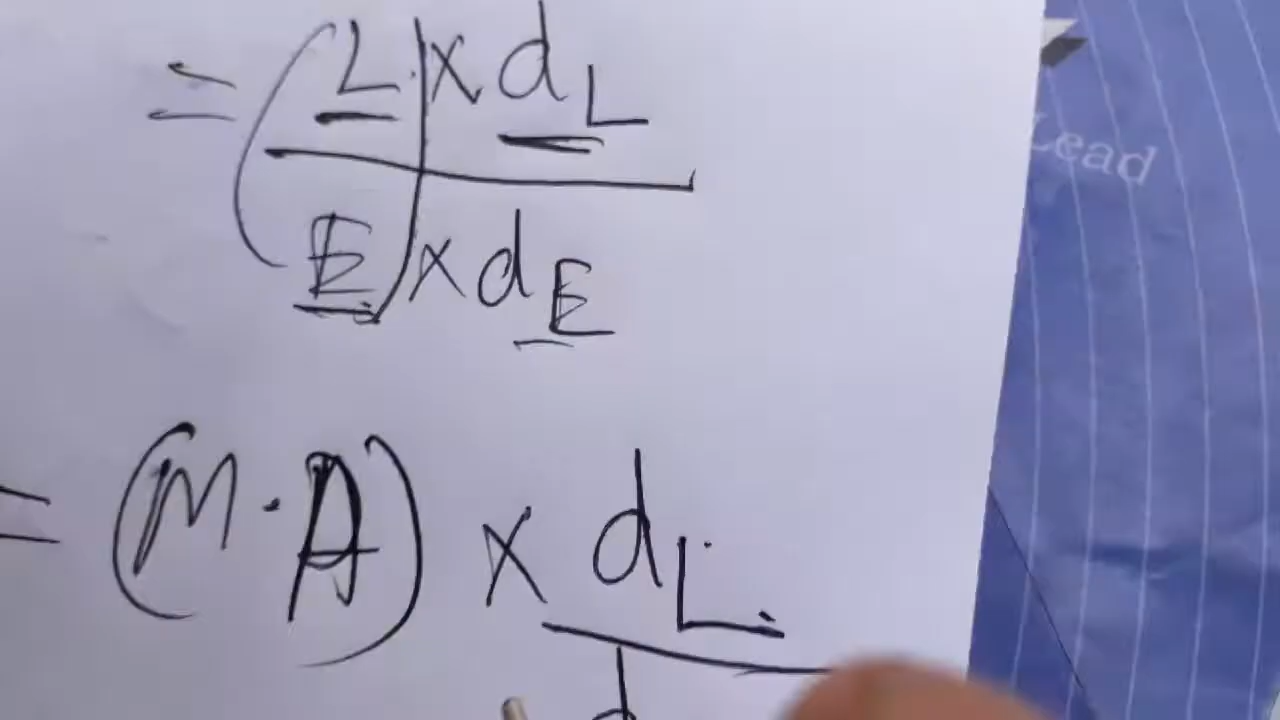 = (L) × dL
(E) × dE
Lead
= (M.A) × dL
d